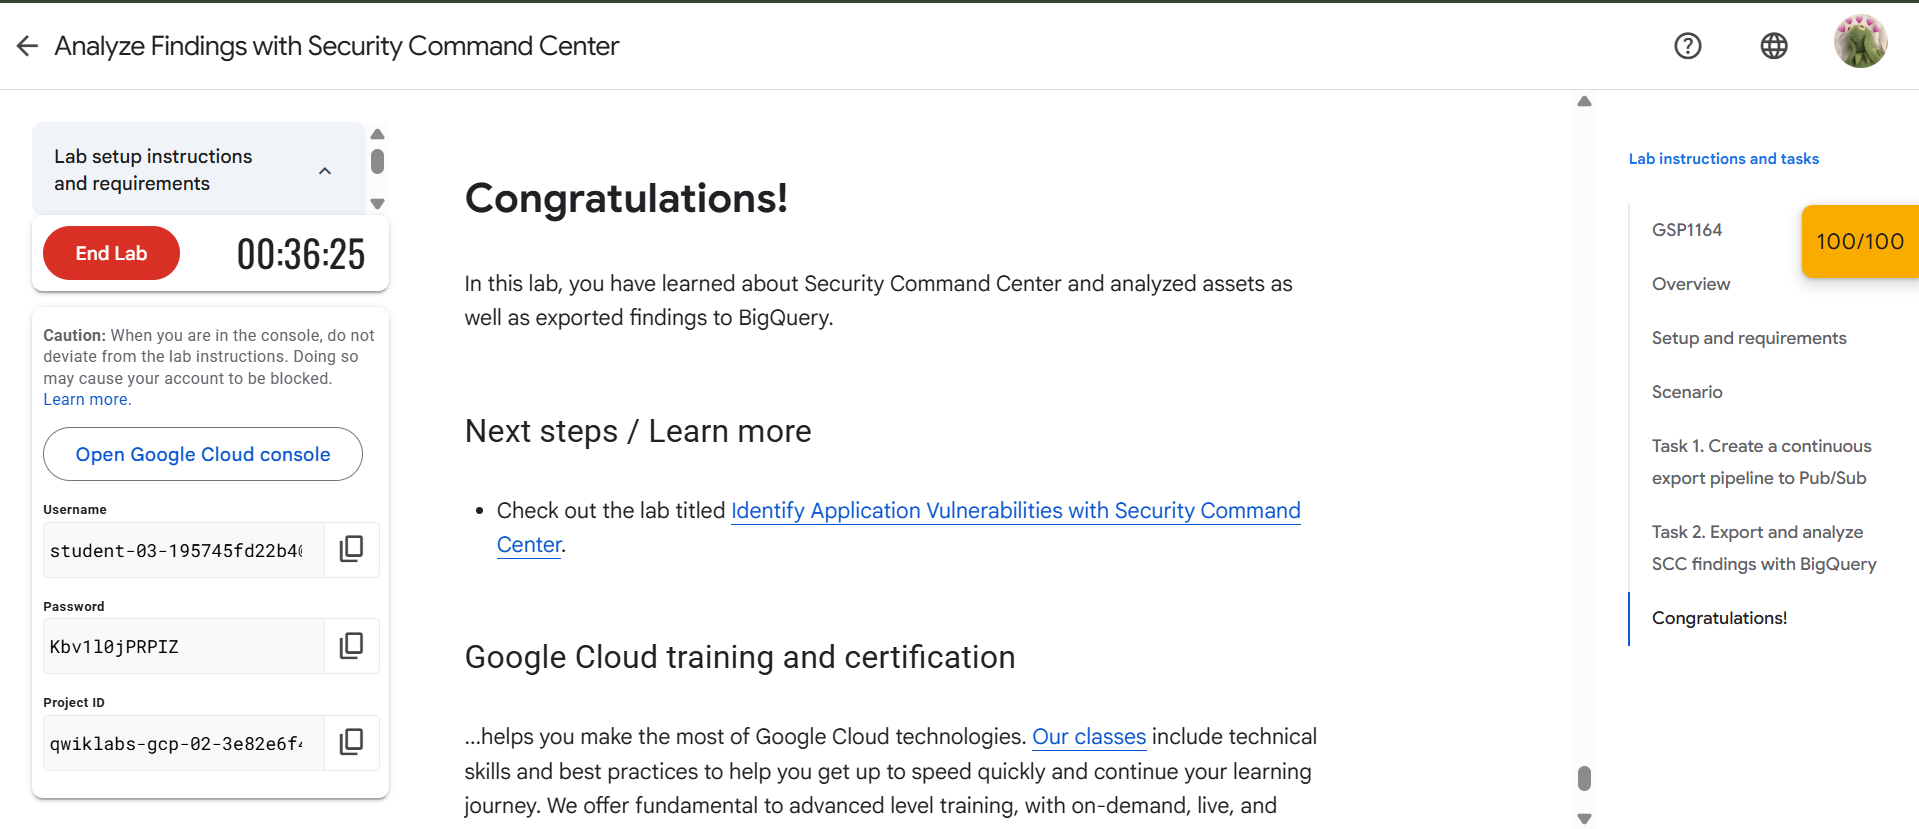 Analyze Findings with Security Command Center
Lab setup instructions
and requirements
End Lab
00:36:25
Caution: When you are in the console, do not
deviate from the lab instructions. Doing so
may cause your account to be blocked.
Learn more.
Open Google Cloud console
Username
student-03-195745fd22b4
Password
Kbv1l0jPRPIZ
Project ID
qwiklabs-gcp-02-3e82e6f4
Congratulations!
In this lab, you have learned about Security Command Center and analyzed assets as
well as exported findings to BigQuery.
Next steps / Learn more
• Check out the lab titled Identify Application Vulnerabilities with Security Command
Center.
Google Cloud training and certification
...helps you make the most of Google Cloud technologies. Our classes include technical
skills and best practices to help you get up to speed quickly and continue your learning
journey. We offer fundamental to advanced level training, with on-demand, live, and
Lab instructions and tasks
GSP1164
100/100
Overview
Setup and requirements
Scenario
Task 1. Create a continuous
export pipeline to Pub/Sub
Task 2. Export and analyze
SCC findings with BigQuery
Congratulations!